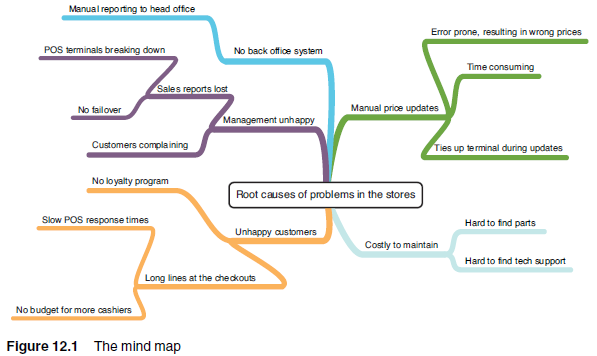 Manual reporting to head office
No back office system
POS terminals breaking down
Sales reports lost
No failover
Management unhappy
Customers complaining
Error prone, resulting in wrong prices
Time consuming
Manual price updates
Ties up terminal during updates
Root causes of problems in the stores
No loyalty program
Unhappy customers
Slow POS response times
Long lines at the checkouts
No budget for more cashiers
Costly to maintain
Hard to find parts
Hard to find tech support
Figure 12.1 The mind map